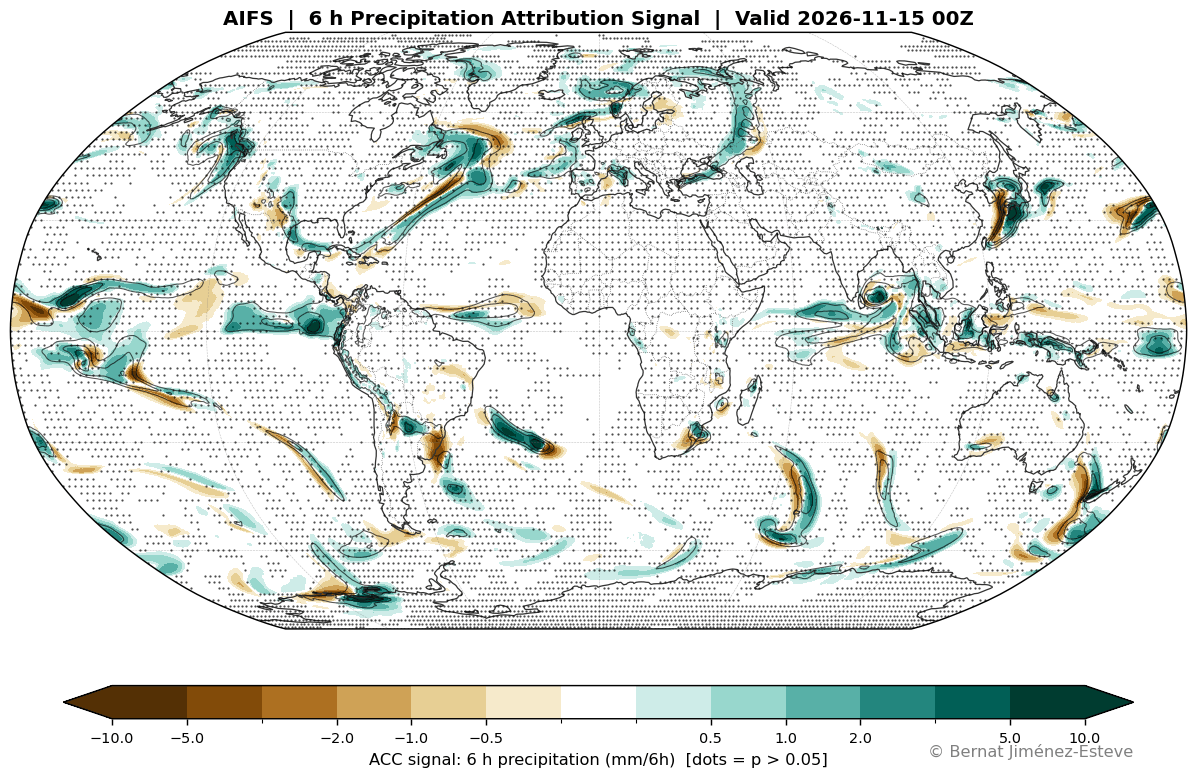 AIFS | 6 h Precipitation Attribution Signal | Valid 2026-11-15 00Z
−10.0 −5.0 −2.0 −1.0 −0.5 0.5 1.0 2.0 5.0 10.0
ACC signal: 6 h precipitation (mm/6h) [dots = p > 0.05]
© Bernat Jiménez-Esteve